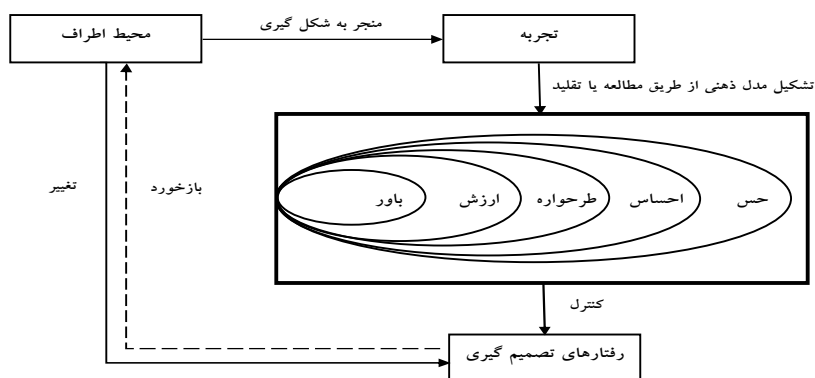 محیط اطراف
منجر به شکل گیری
تجربه
تشکیل مدل ذهنی از طریق مطالعه یا تقلید
تغییر
بازخورد
باور
ارزش
طرحواره
احساس
حس
کنترل
رفتارهای تصمیم گیری